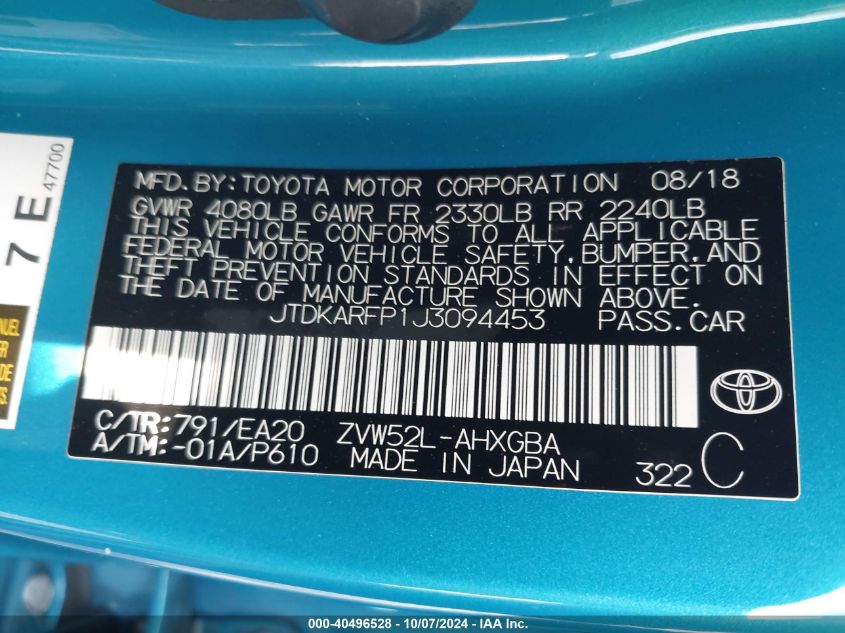 MFD.BY:TOYOTA MOTOR CORPORATION 08/18
GVWR 4080LB GAWR FR 2330LB RR 2240LB
THIS VEHICLE CONFORMS TO ALL APPLICABLE
FEDERAL MOTOR VEHICLE SAFETY,BUMPER,AND
THEFT PREVENTION STANDARDS IN EFFECT ON
THE DATE OF MANUFACTURE SHOWN ABOVE.
JTDKARFP1J3094453 PASS.CAR
C/TR:791/EA20 ZVW52L-AHXGBA
A/TM:-01A/P610 MADE IN JAPAN 322 C
7 E 47700
000-40496528 - 10/07/2024 - IAA Inc.